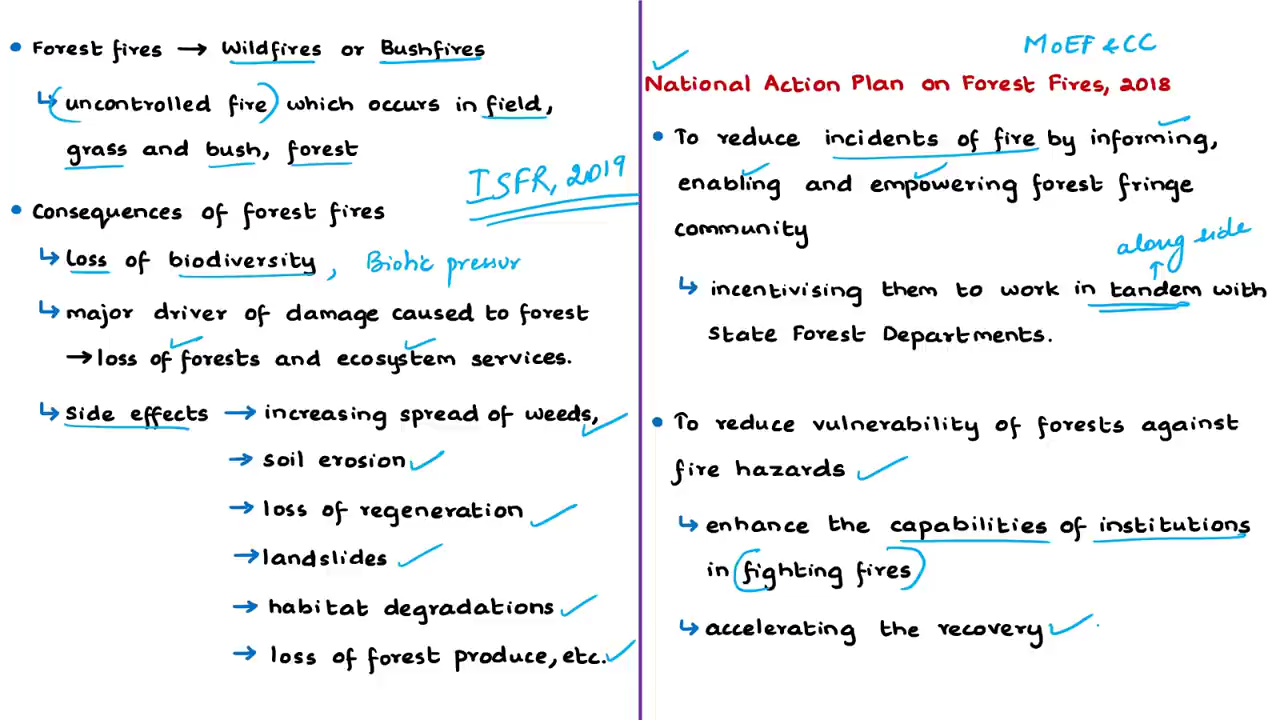 • Forest fires → Wildfires or Bushfires
↳ (uncontrolled fire) which occurs in field,
grass and bush, forest
ISFR, 2019
• Consequences of forest fires
↳ Loss of biodiversity, Biotic pressur
↳ major driver of damage caused to forest
→ loss of forests and ecosystem services.
↳ Side effects → increasing spread of weeds,
→ soil erosion
→ loss of regeneration
→ landslides
→ habitat degradations
→ loss of forest produce, etc.
MoEF & CC
National Action Plan on Forest Fires, 2018
• To reduce incidents of fire by informing,
enabling and empowering forest fringe
community
along side
↳ incentivising them to work in tandem with
State Forest Departments.
• To reduce vulnerability of forests against
fire hazards
↳ enhance the capabilities of institutions
in (fighting fires)
↳ accelerating the recovery